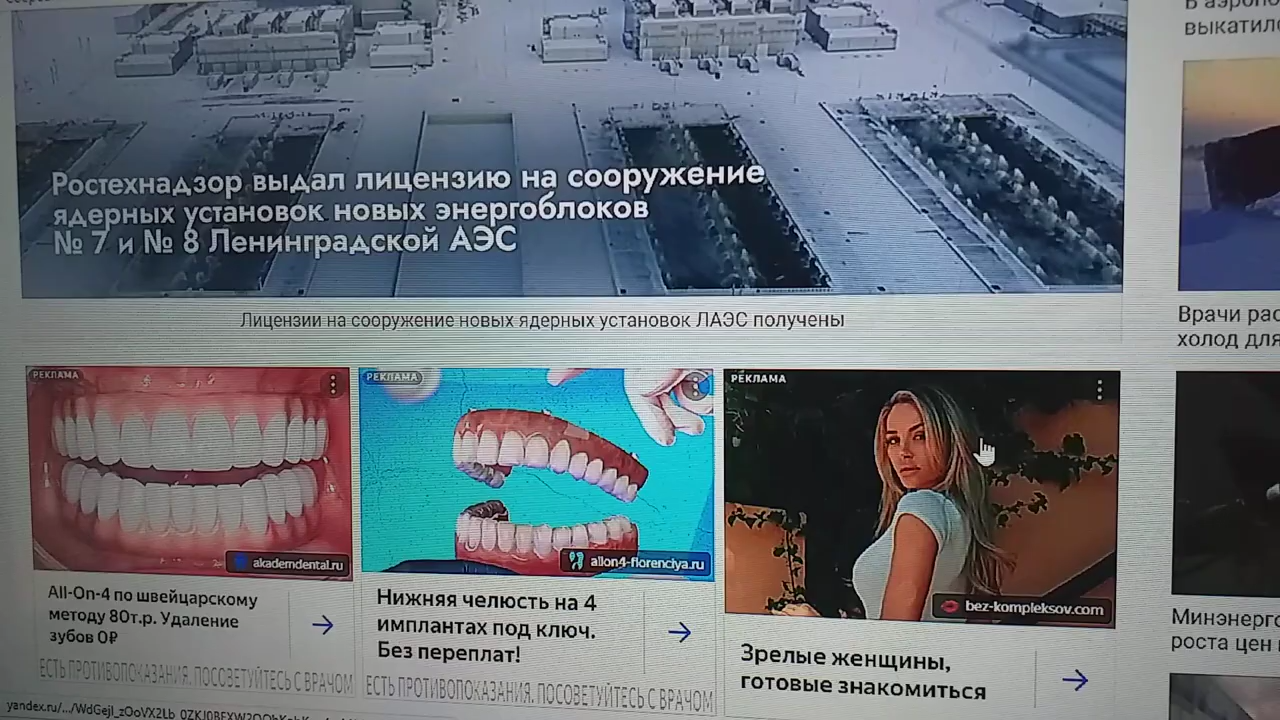 выкатил
Ростехнадзор выдал лицензию на сооружение
ядерных установок новых энергоблоков
№ 7 и № 8 Ленинградской АЭС
Лицензии на сооружение новых ядерных установок ЛАЭС получены
Врачи
холод для
РЕКЛАМА
akademdental.ru
All-On-4 по швейцарскому
методу 80т.р. Удаление
зубов 0₽
ЕСТЬ ПРОТИВОПОКАЗАНИЯ. ПОСОВЕТУЙТЕСЬ С ВРАЧОМ
РЕКЛАМА
allon4-florenciya.ru
Нижняя челюсть на 4
имплантах под ключ.
Без переплат!
ЕСТЬ ПРОТИВОПОКАЗАНИЯ. ПОСОВЕТУЙТЕСЬ С ВРАЧОМ
РЕКЛАМА
bez-kompleksov.com
Зрелые женщины,
готовые знакомиться
Минэнерго
роста цен